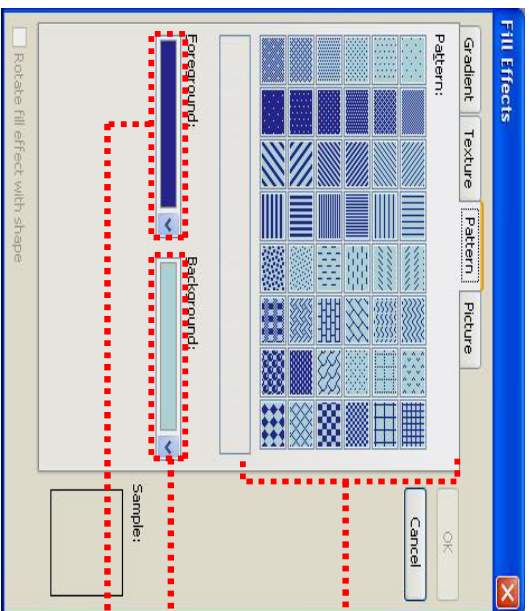 Fill Effects
Gradient Texture Pattern Picture
Pattern:
OK
Cancel
Foreground: Background:
Sample:
Rotate fill effect with shape